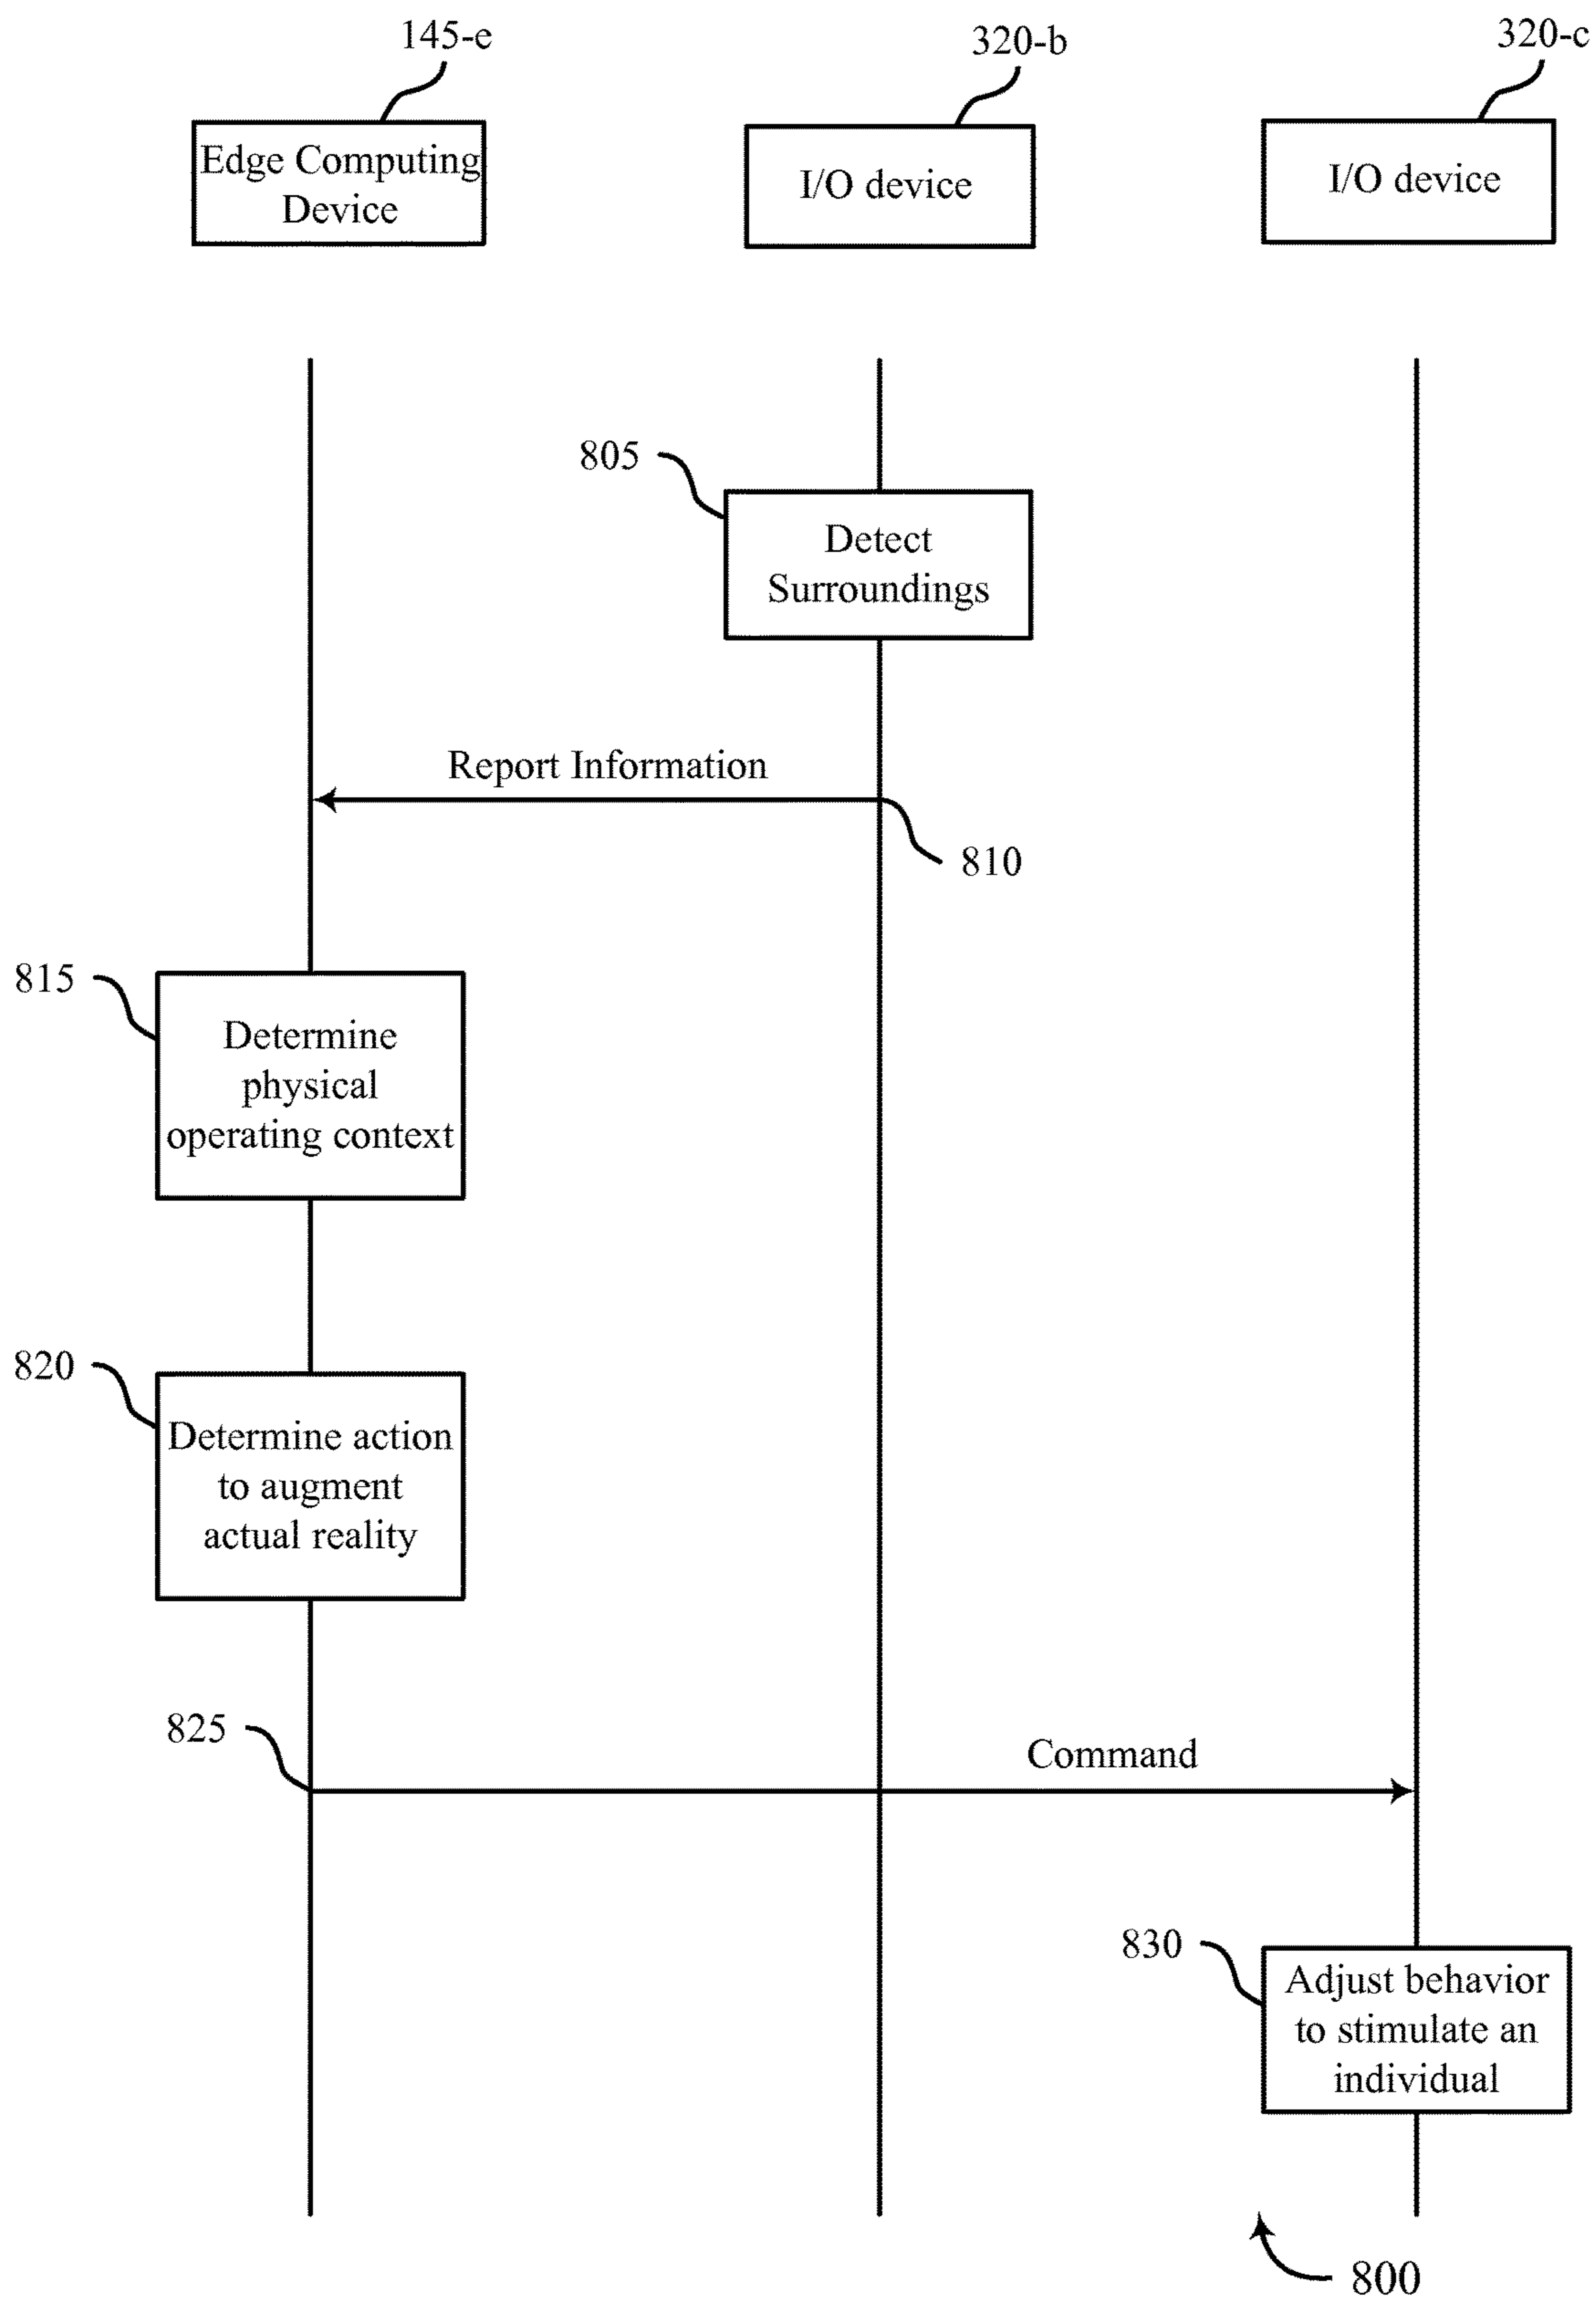 145-e
320-b
320-c
Edge Computing
Device
I/O device
I/O device
805
Detect
Surroundings
Report Information
810
815
Determine
physical
operating context
820
Determine action
to augment
actual reality
825
Command
830
Adjust behavior
to stimulate an
individual
800